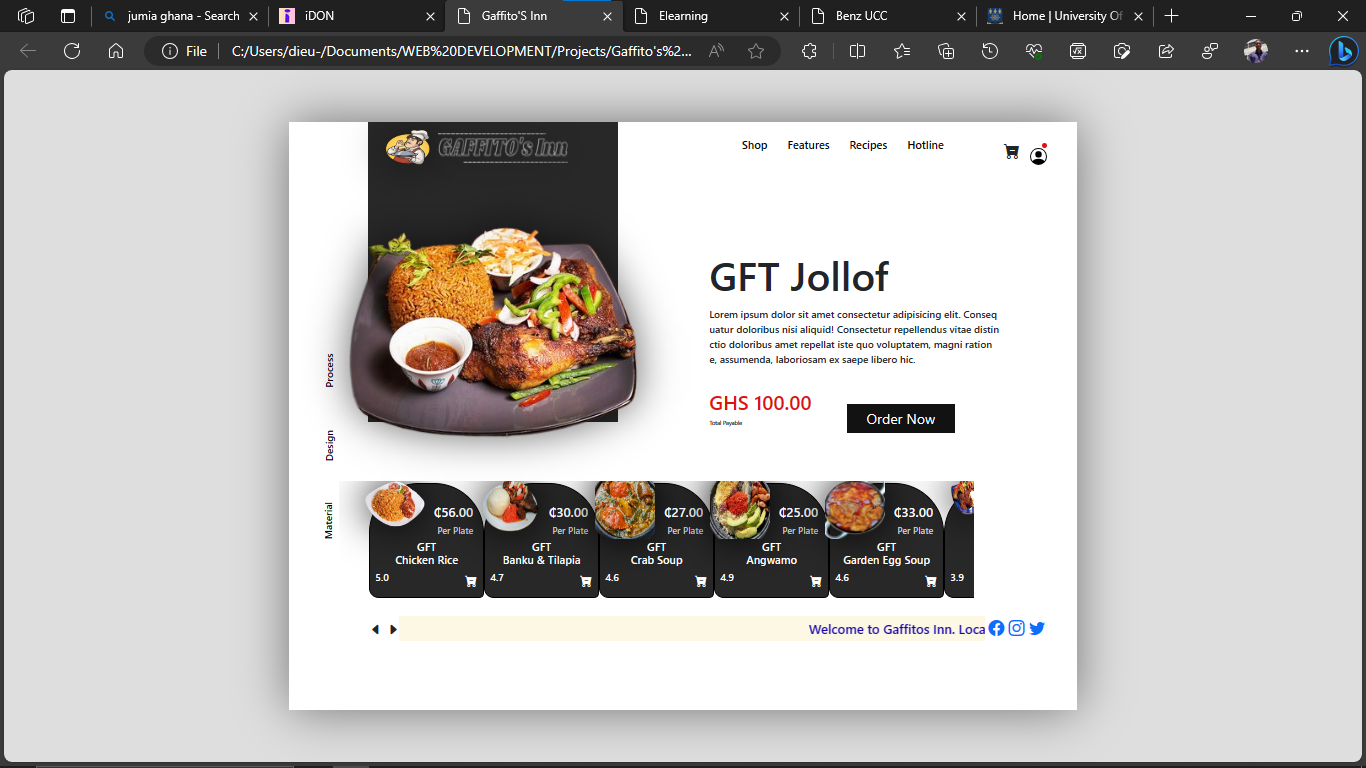 jumia ghana - Search
iDON
Gaffito'S Inn
Elearning
Benz UCC
Home | University Of
File
C:/Users/dieu-/Documents/WEB%20DEVELOPMENT/Projects/Gaffito's%2...
GAFFITO's Inn
Shop
Features
Recipes
Hotline
GFT Jollof
Lorem ipsum dolor sit amet consectetur adipisicing elit. Conseq
uatur doloribus nisi aliquid! Consectetur repellendus vitae distin
ctio doloribus amet repellat iste quo voluptatem, magni ration
e, assumenda, laboriosam ex saepe libero hic.
GHS 100.00
Total Payable
Order Now
Process
Design
Material
₵56.00
Per Plate
GFT
Chicken Rice
5.0
₵30.00
Per Plate
GFT
Banku & Tilapia
4.7
₵27.00
Per Plate
GFT
Crab Soup
4.6
₵25.00
Per Plate
GFT
Angwamo
4.9
₵33.00
Per Plate
GFT
Garden Egg Soup
4.6
3.9
Welcome to Gaffitos Inn. Loca